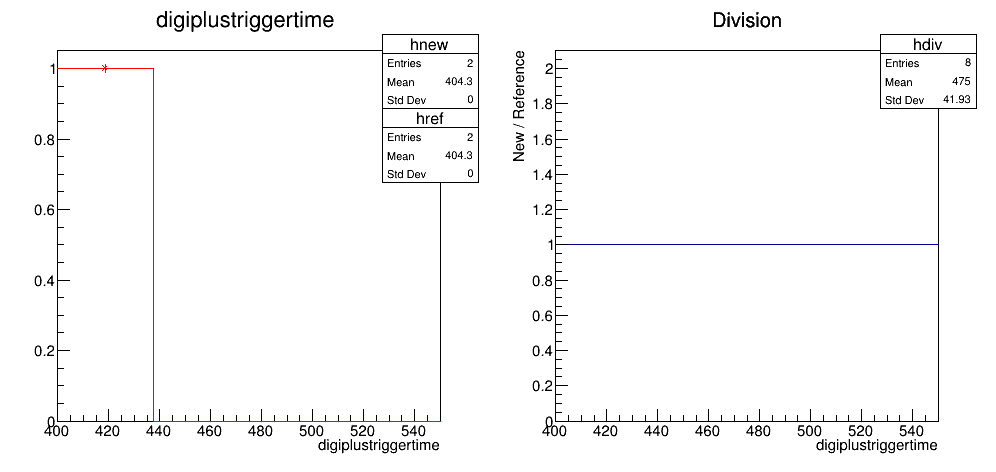 digiplustriggertime
hnew
Entries 2
Mean 404.3
Std Dev 0
href
Entries 2
Mean 404.3
Std Dev 0
1
0.8
0.6
0.4
0.2
0
400 420 440 460 480 500 520 540
digiplustriggertime
Division
hdiv
Entries 8
Mean 475
Std Dev 41.93
New / Reference
2
1.8
1.6
1.4
1.2
1
0.8
0.6
0.4
0.2
0
400 420 440 460 480 500 520 540
digiplustriggertime